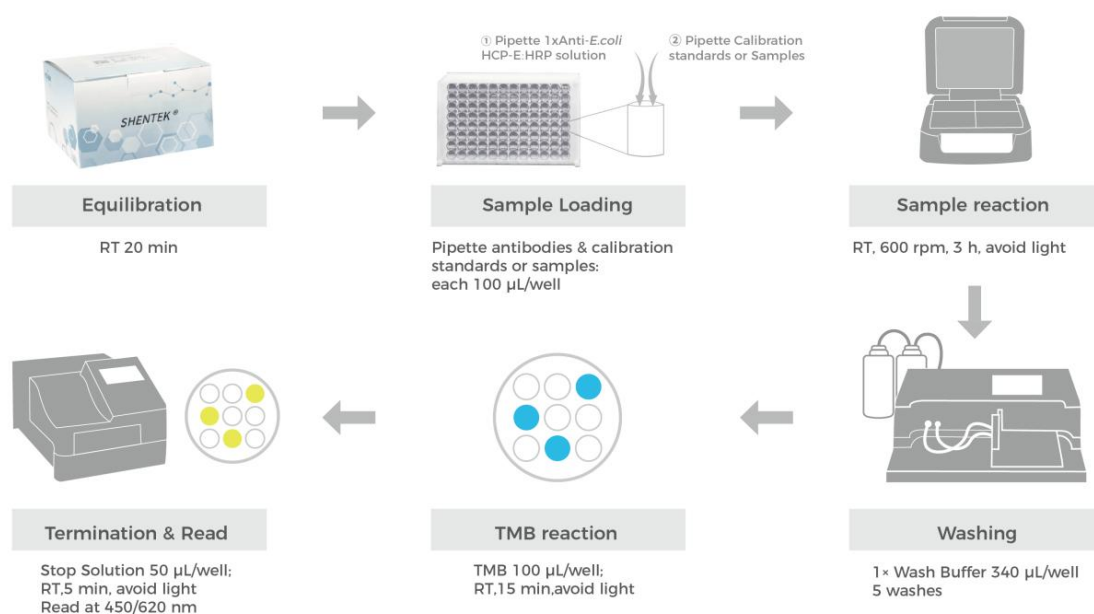 ① Pipette 1xAnti-E.coli
HCP-E:HRP solution
② Pipette Calibration
standards or Samples
SHENTEK ®
Equilibration
RT 20 min
Sample Loading
Pipette antibodies & calibration
standards or samples:
each 100 μL/well
Sample reaction
RT, 600 rpm, 3 h, avoid light
Washing
1× Wash Buffer 340 μL/well
5 washes
TMB reaction
TMB 100 μL/well;
RT,15 min,avoid light
Termination & Read
Stop Solution 50 μL/well;
RT,5 min, avoid light
Read at 450/620 nm